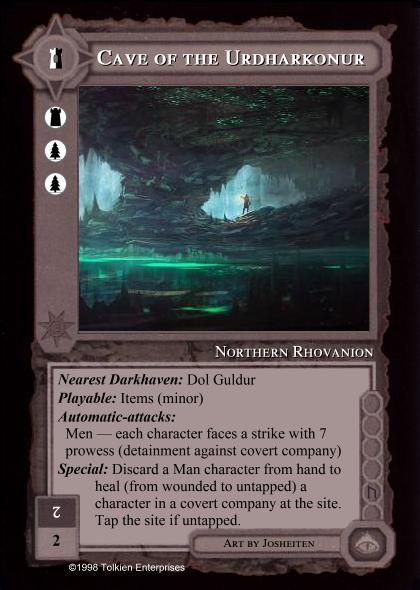 CAVE OF THE URDHARKONUR
NORTHERN RHOVANION
Nearest Darkhaven: Dol Guldur
Playable: Items (minor)
Automatic-attacks:
Men — each character faces a strike with 7
prowess (detainment against covert company)
Special: Discard a Man character from hand to
heal (from wounded to untapped) a
character in a covert company at the site.
Tap the site if untapped.
2
2
ART BY JOSHEITEN
©1998 Tolkien Enterprises